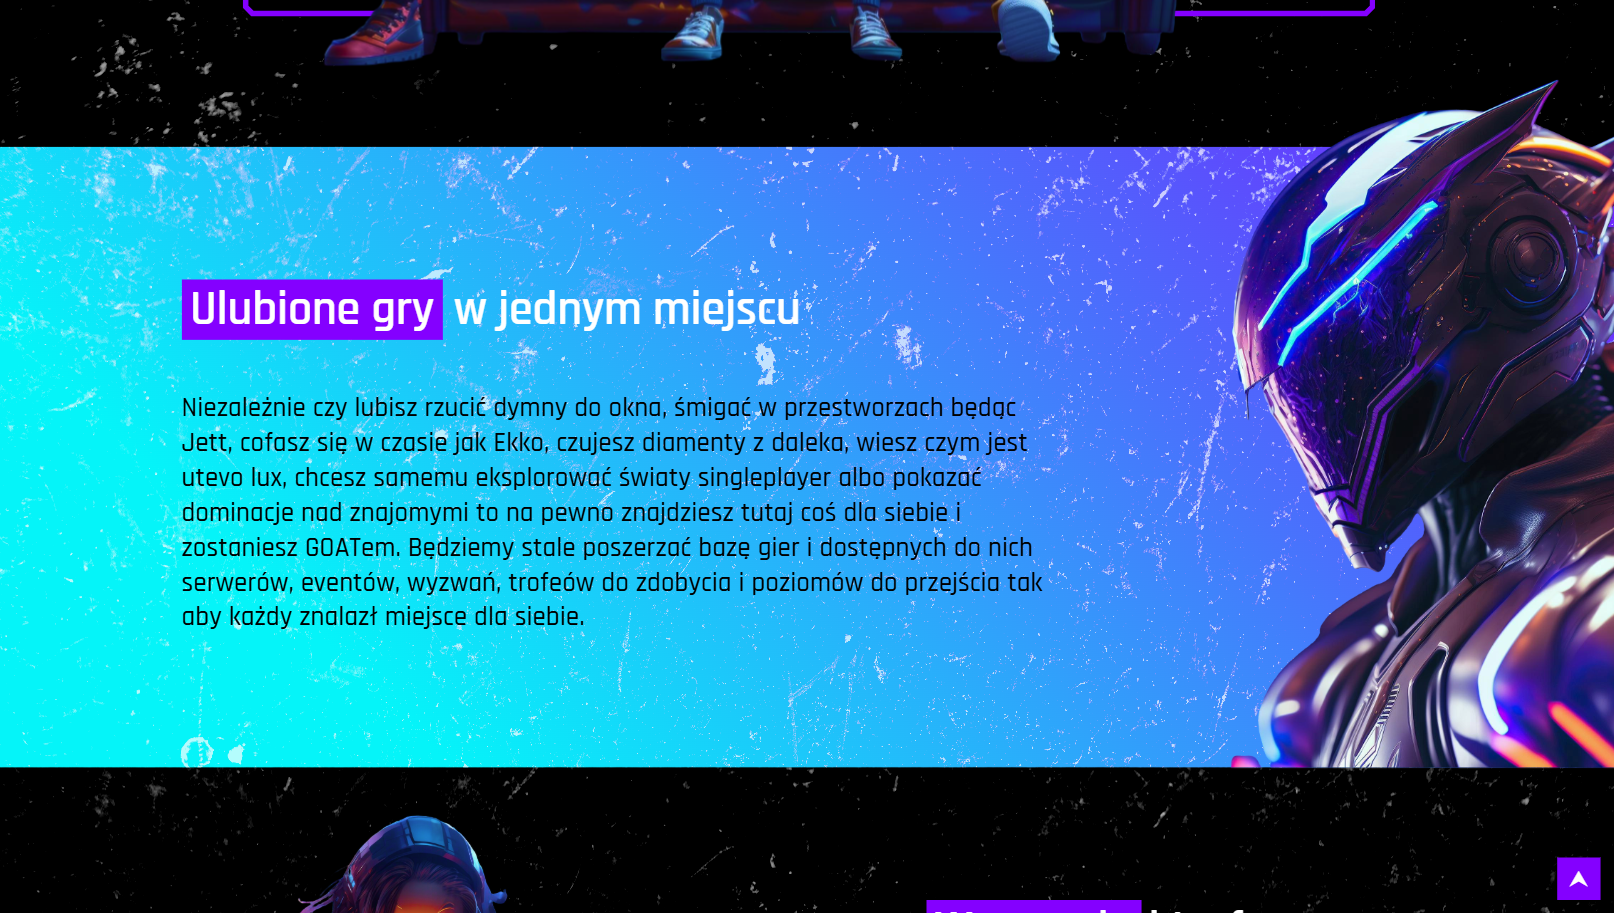 Ulubione gry w jednym miejscu
Niezależnie czy lubisz rzucić dymny do okna, śmigać w przestworzach będąc
Jett, cofasz się w czasie jak Ekko, czujesz diamenty z daleka, wiesz czym jest
utevo lux, chcesz samemu eksplorować światy singleplayer albo pokazać
dominacje nad znajomymi to na pewno znajdziesz tutaj coś dla siebie i
zostaniesz GOATem. Będziemy stale poszerzać bazę gier i dostępnych do nich
serwerów, eventów, wyzwań, trofeów do zdobycia i poziomów do przejścia tak
aby każdy znalazł miejsce dla siebie.